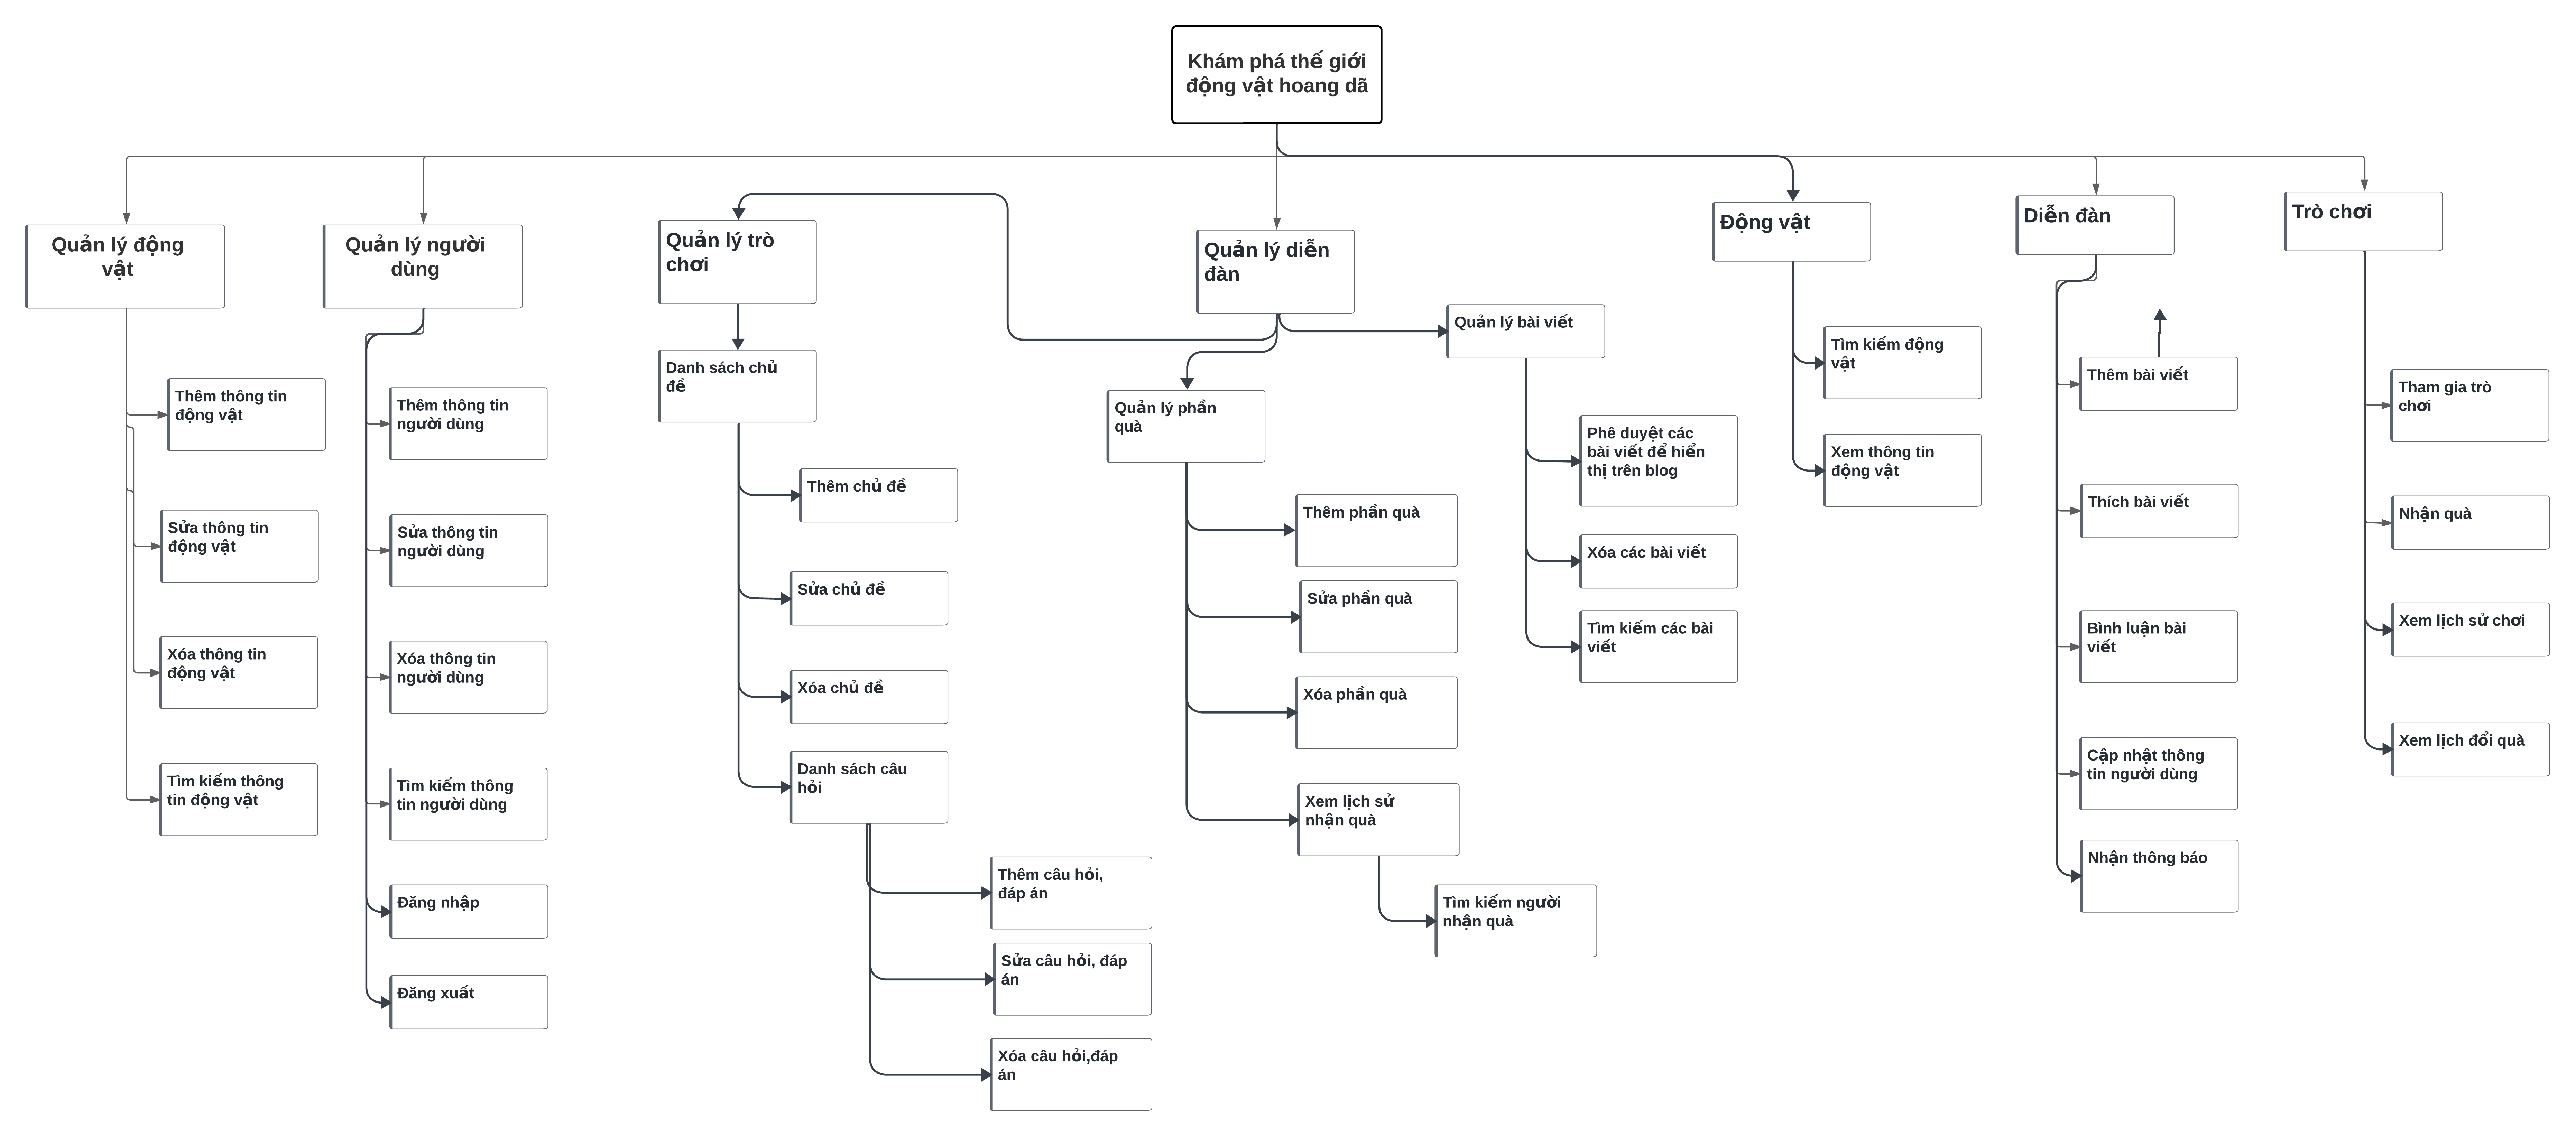 Khám phá thế giới
động vật hoang dã
Quản lý động
vật
Thêm thông tin
động vật
Sửa thông tin
động vật
Xóa thông tin
động vật
Tìm kiếm thông
tin động vật
Quản lý người
dùng
Thêm thông tin
người dùng
Sửa thông tin
người dùng
Xóa thông tin
người dùng
Tìm kiếm thông
tin người dùng
Đăng nhập
Đăng xuất
Quản lý trò
chơi
Danh sách chủ
đề
Thêm chủ đề
Sửa chủ đề
Xóa chủ đề
Danh sách câu
hỏi
Thêm câu hỏi,
đáp án
Sửa câu hỏi, đáp
án
Xóa câu hỏi,đáp
án
Quản lý diễn
đàn
Quản lý phần
quà
Thêm phần quà
Sửa phần quà
Xóa phần quà
Xem lịch sử
nhận quà
Tìm kiếm người
nhận quà
Quản lý bài viết
Phê duyệt các
bài viết để hiển
thị trên blog
Xóa các bài viết
Tìm kiếm các bài
viết
Động vật
Tìm kiếm động
vật
Xem thông tin
động vật
Diễn đàn
Thêm bài viết
Thích bài viết
Bình luận bài
viết
Cập nhật thông
tin người dùng
Nhận thông báo
Trò chơi
Tham gia trò
chơi
Nhận quà
Xem lịch sử chơi
Xem lịch đổi quà